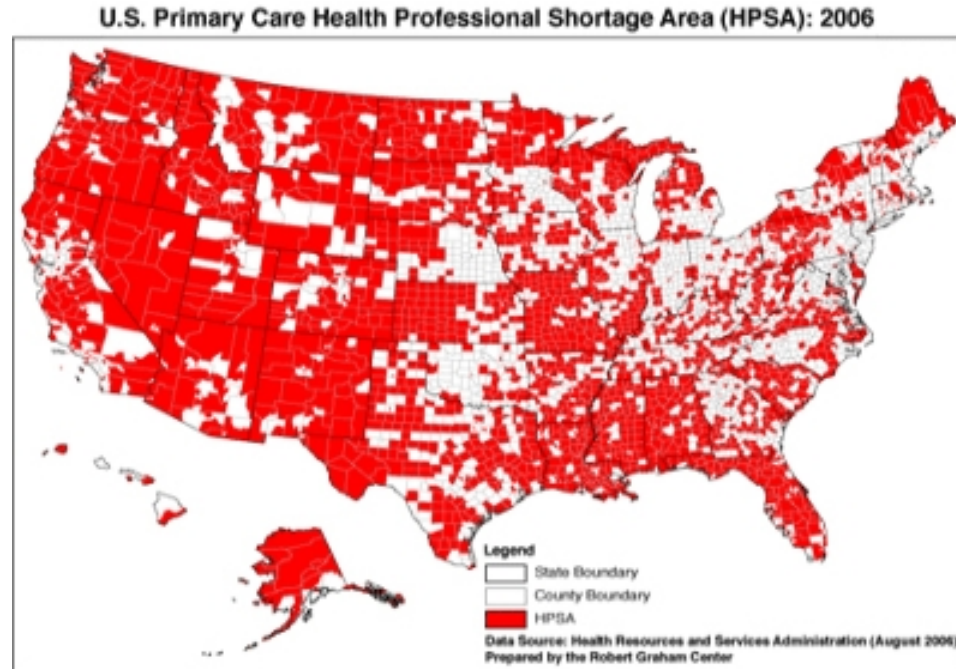 U.S. Primary Care Health Professional Shortage Area (HPSA): 2006
Legend
State Boundary
County Boundary
HPSA
Data Source: Health Resources and Services Administration (August 2006)
Prepared by the Robert Graham Center